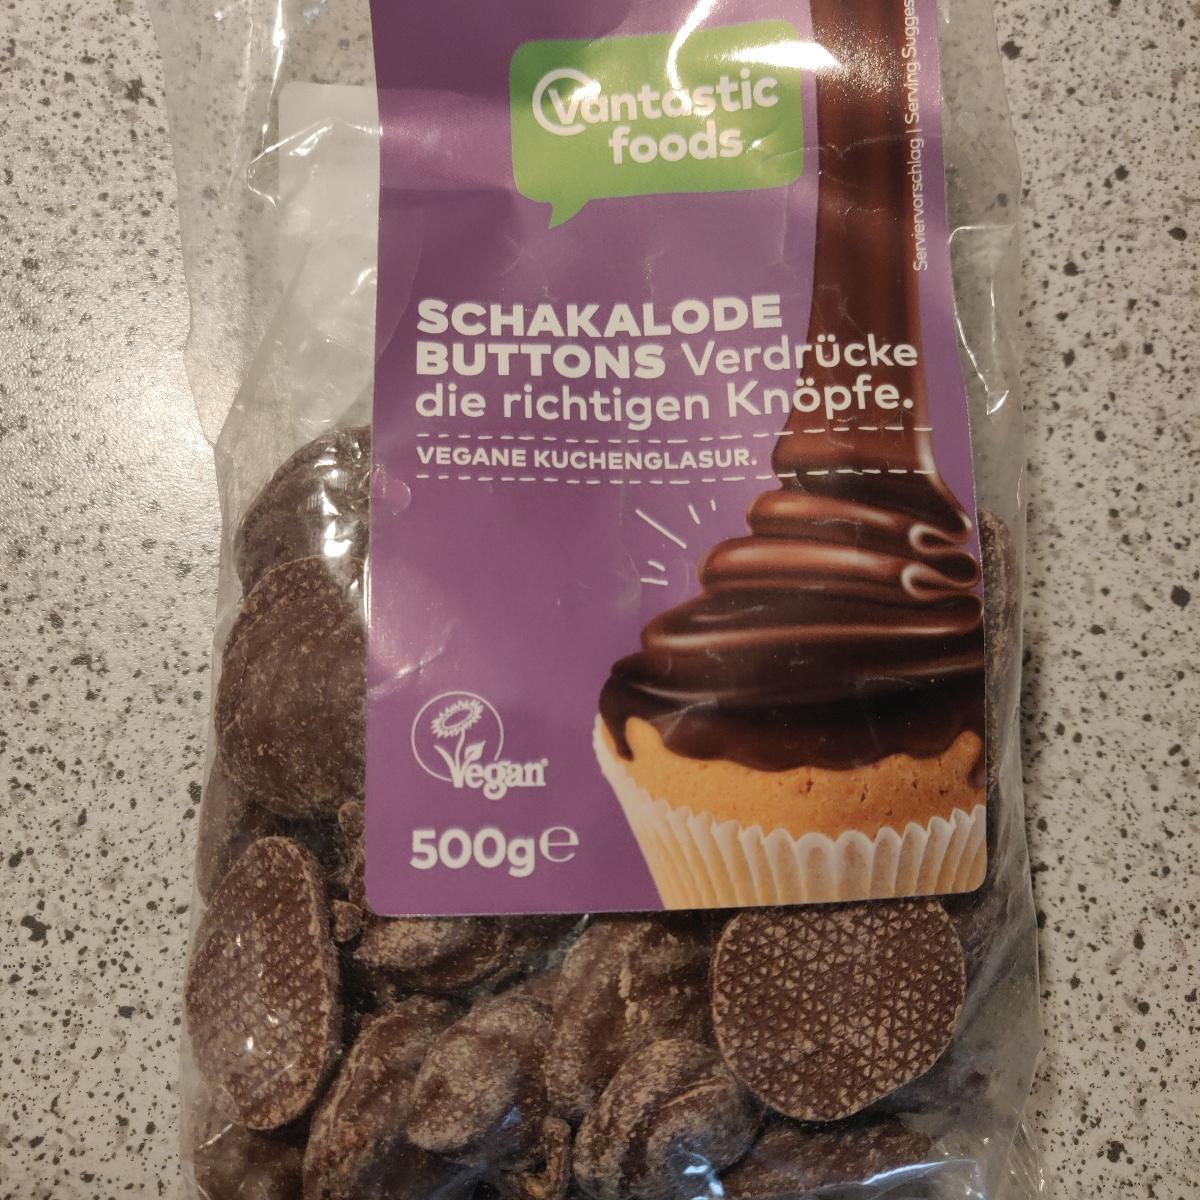 vantastic
foods
SCHAKALODE
BUTTONS Verdrücke
die richtigen Knöpfe.
VEGANE KUCHENGLASUR.
Vegan
500g℮
Serviervorschlag | Serving Sugges